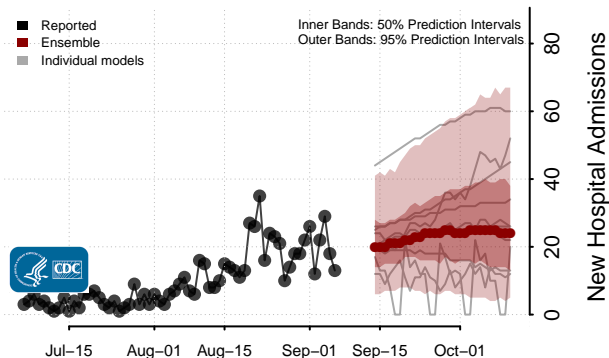 Reported
Ensemble
Individual models
Inner Bands: 50% Prediction Intervals
Outer Bands: 95% Prediction Intervals
80
60
40
20
0
New Hospital Admissions
CDC
Jul–15
Aug–01
Aug–15
Sep–01
Sep–15
Oct–01